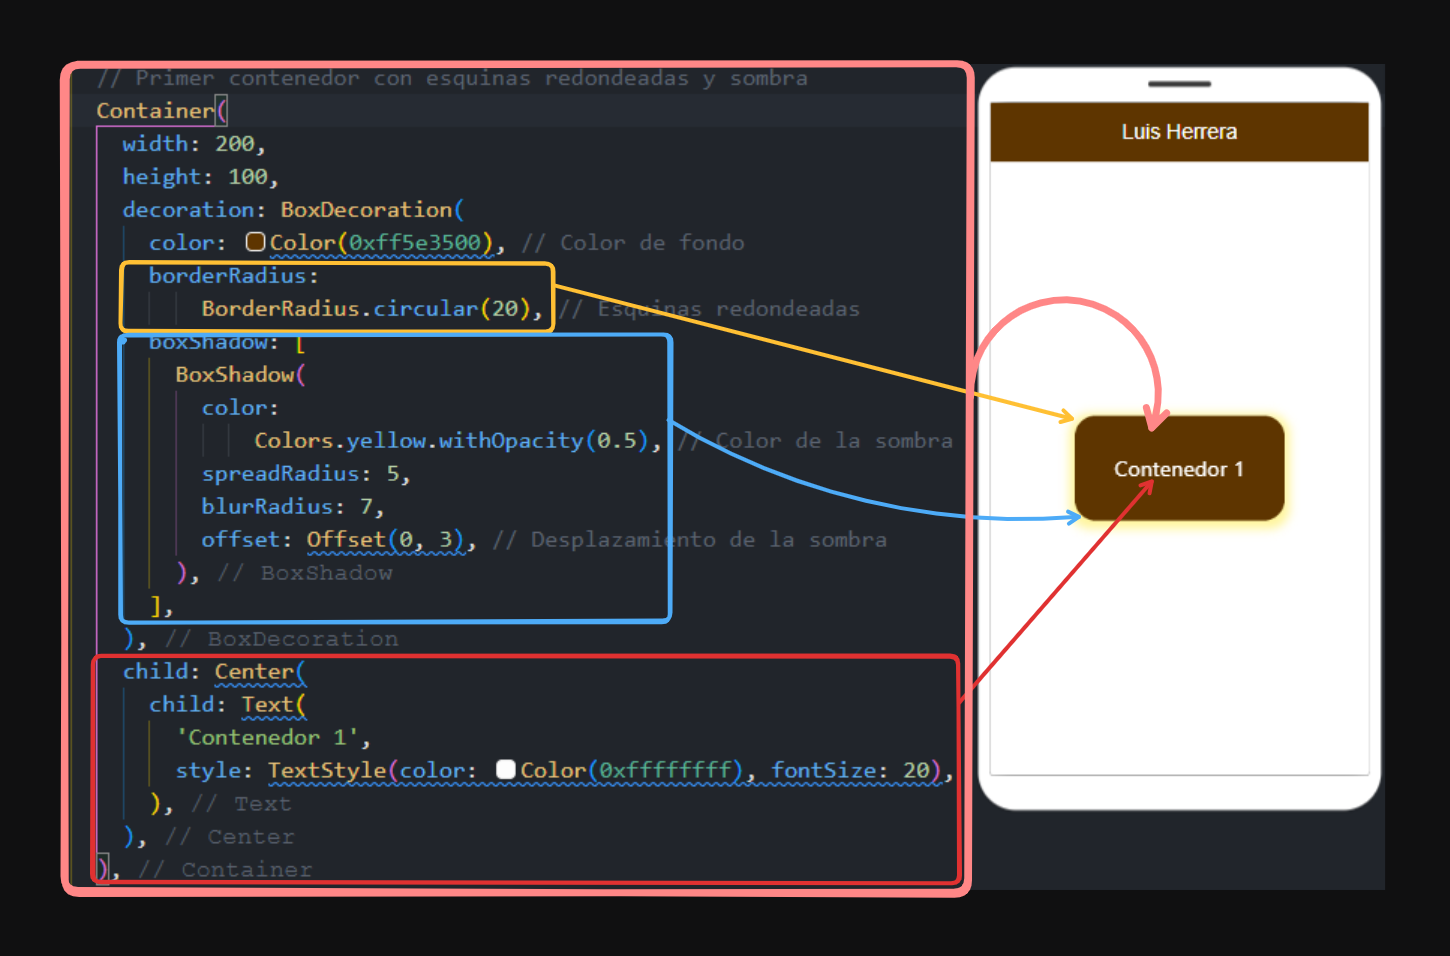 // Primer contenedor con esquinas redondeadas y sombra
Container(
width: 200,
height: 100,
decoration: BoxDecoration(
color: Color(0xff5e3500), // Color de fondo
borderRadius:
BorderRadius.circular(20), // Esquinas redondeadas
boxShadow: [
BoxShadow(
color:
Colors.yellow.withOpacity(0.5), // Color de la sombra
spreadRadius: 5,
blurRadius: 7,
offset: Offset(0, 3), // Desplazamiento de la sombra
), // BoxShadow
],
), // BoxDecoration
child: Center(
child: Text(
'Contenedor 1',
style: TextStyle(color: Color(0xffffffff), fontSize: 20),
), // Text
), // Center
), // Container
Luis Herrera
Contenedor 1